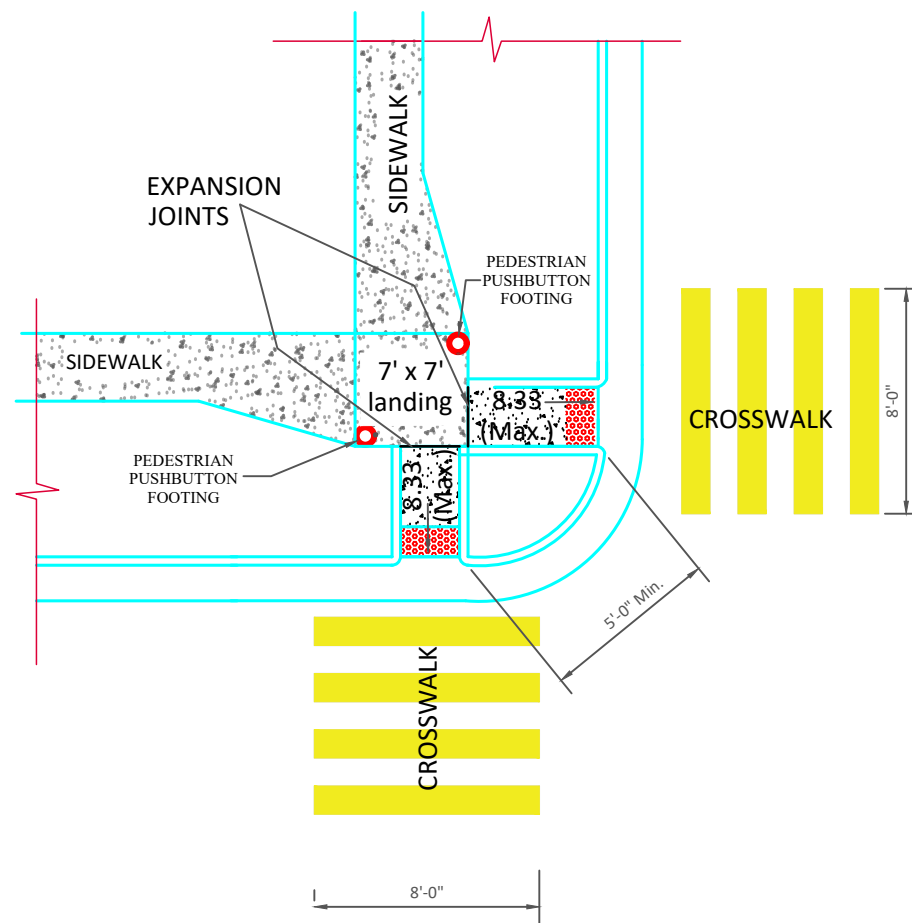 SIDEWALK
EXPANSION
JOINTS
PEDESTRIAN
PUSHBUTTON
FOOTING
SIDEWALK
7' x 7'
landing
8.33
(Max.)
CROSSWALK
8'-0"
PEDESTRIAN
PUSHBUTTON
FOOTING
8.33
(Max.)
5'-0" Min.
CROSSWALK
8'-0"